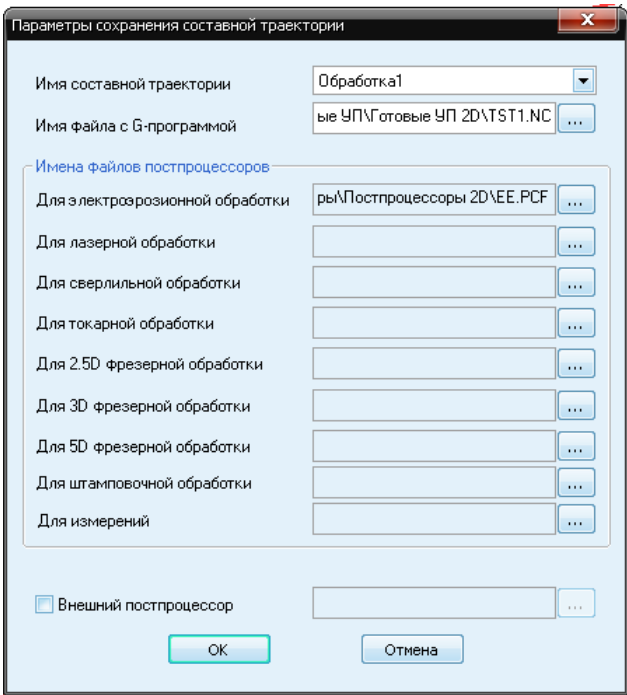 Параметры сохранения составной траектории
Имя составной траектории
Обработка1
Имя файла с G-программой
ые УП\Готовые УП 2D\TST1.NC
...
Имена файлов постпроцессоров
Для электроэрозионной обработки
ры\Постпроцессоры 2D\EE.PCF
...
Для лазерной обработки
...
Для сверлильной обработки
...
Для токарной обработки
...
Для 2.5D фрезерной обработки
...
Для 3D фрезерной обработки
...
Для 5D фрезерной обработки
...
Для штамповочной обработки
...
Для измерений
...
Внешний постпроцессор
...
ОК
Отмена